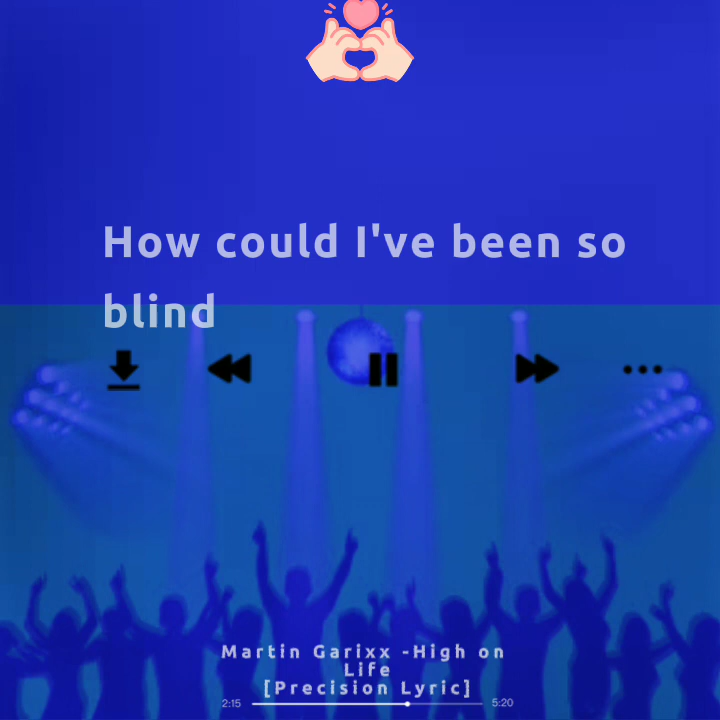 How could I've been so
blind
Martin Garixx -High on
Life
[Precision Lyric]
2:15 5:20